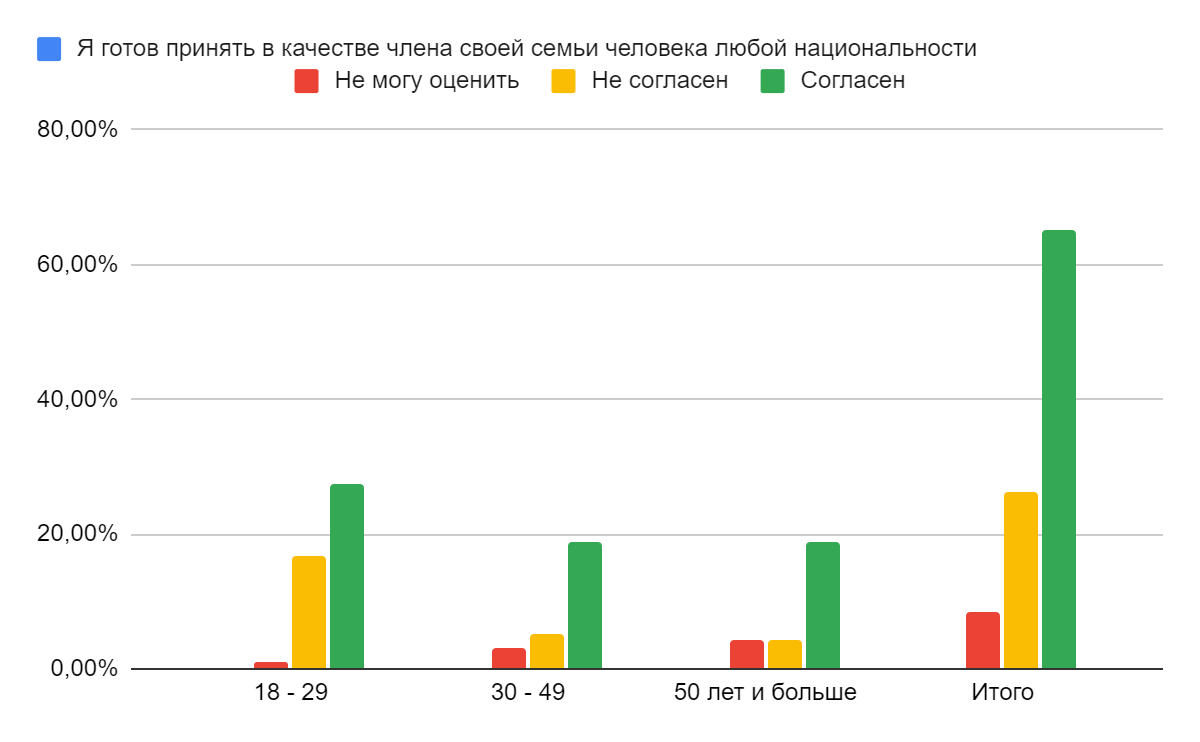 Я готов принять в качестве члена своей семьи человека любой национальности
Не могу оценить Не согласен Согласен
80,00%
60,00%
40,00%
20,00%
0,00%
18 - 29 30 - 49 50 лет и больше Итого